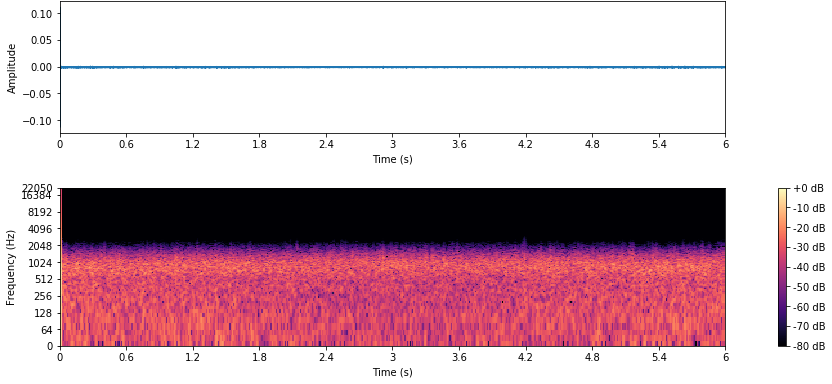 0.10
0.05
0.00
−0.05
−0.10
Amplitude
0 0.6 1.2 1.8 2.4 3 3.6 4.2 4.8 5.4 6
Time (s)
22050
16384
8192
4096
2048
1024
512
256
128
64
0
Frequency (Hz)
0 0.6 1.2 1.8 2.4 3 3.6 4.2 4.8 5.4 6
Time (s)
+0 dB
-10 dB
-20 dB
-30 dB
-40 dB
-50 dB
-60 dB
-70 dB
-80 dB